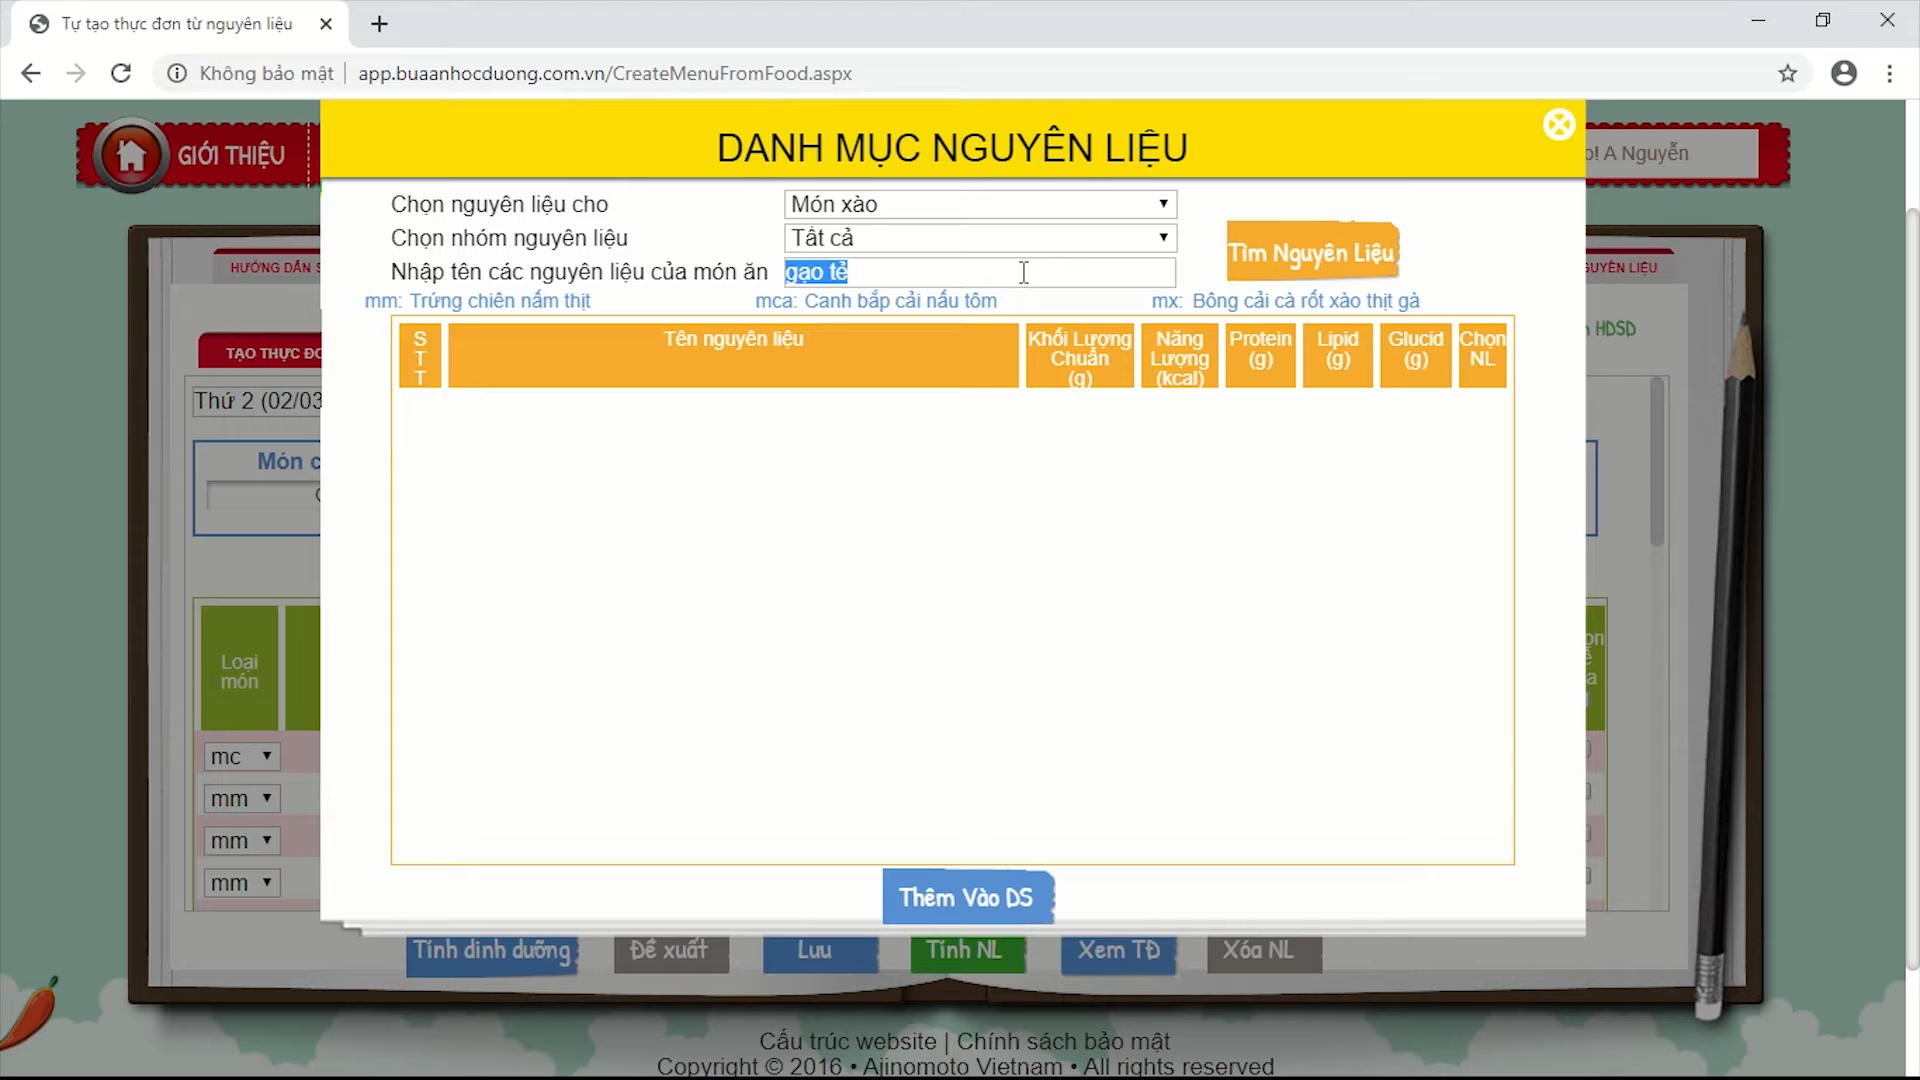 Tự tạo thực đơn từ nguyên liệu
Không bảo mật
app.buaanhocduong.com.vn/CreateMenuFromFood.aspx
GIỚI THIỆU
DANH MỤC NGUYÊN LIỆU
! A Nguyễn
Chọn nguyên liệu cho
Món xào
Chọn nhóm nguyên liệu
Tất cả
Tìm Nguyên Liệu
Nhập tên các nguyên liệu của món ăn
gạo tẻ
HƯỚNG DẪN
UYÊN LIỆU
mm: Trứng chiên nấm thịt
mca: Canh bắp cải nấu tôm
mx: Bông cải cà rốt xào thịt gà
HDSD
TẠO THỰC ĐƠ
STT
Tên nguyên liệu
Khối Lượng Chuẩn (g)
Năng Lượng (kcal)
Protein (g)
Lipid (g)
Glucid (g)
Chọn NL
Thứ 2 (02/03
Món c
Loại
món
mc
mm
mm
mm
Thêm Vào DS
Tính dinh dưỡng
Đề xuất
Lưu
Tính NL
Xem TĐ
Xóa NL
Cấu trúc website | Chính sách bảo mật
Copyright © 2016 • Ajinomoto Vietnam • All rights reserved